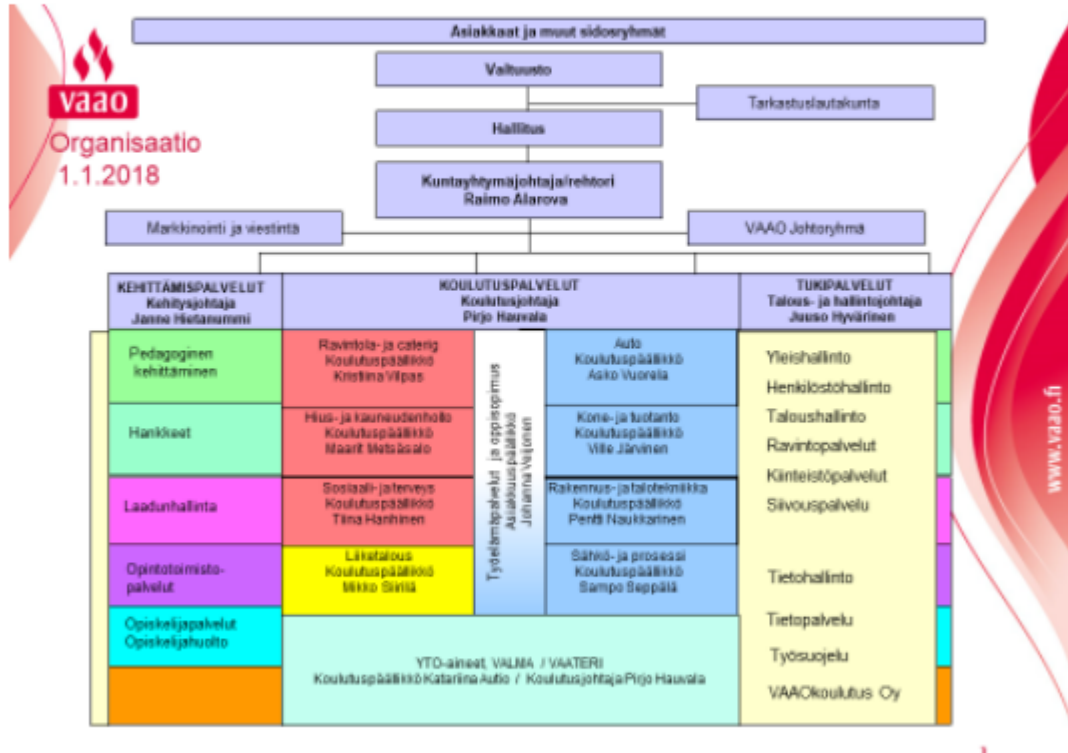 Asiakkaat ja muut sidosryhmät
Valtuusto
Tarkastuslautakunta
Hallitus
vaao
Organisaatio
1.1.2018
Kuntayhtymäjohtaja/rehtori
Raimo Alarova
Markkinointi ja viestintä
VAAO Johtoryhmä
KEHITTÄMISPALVELUT
Kehitysjohtaja
Janne Hietanummi
KOULUTUSPALVELUT
Koulutusjohtaja
Pirjo Hauvala
TUKIPALVELUT
Talous- ja hallintojohtaja
Juuso Hyvärinen
Pedagoginen
kehittäminen
Hankkeet
Laadunhallinta
Opintotoimisto-
palvelut
Opiskelijapalvelut
Opiskelijahuolto
Ravintola- ja caterig
Koulutuspäällikkö
Kristiina Vilpas
Hius- ja kauneudenhoito
Koulutuspäällikkö
Maarit Metsäsalo
Sosiaali- ja terveys
Koulutuspäällikkö
Tiina Hanhinen
Liiketalous
Koulutuspäällikkö
Mikko Siirilä
Työelämäpalvelut ja oppisopimus
Asiakkuuspäällikkö
Johanna Veijonen
Auto
Koulutuspäällikkö
Asko Vuorela
Kone- ja tuotanto
Koulutuspäällikkö
Ville Järvinen
Rakennus- ja talotekniikka
Koulutuspäällikkö
Pentti Naukkarinen
Sähkö- ja prosessi
Koulutuspäällikkö
Sampo Seppälä
YTO-aineet, VALMA / VAATERI
Koulutuspäällikkö Katariina Autio / Koulutusjohtaja Pirjo Hauvala
Yleishallinto
Henkilöstöhallinto
Taloushallinto
Ravintopalvelut
Kiinteistöpalvelut
Siivouspalvelu
Tietohallinto
Tietopalvelu
Työsuojelu
VAAOkoulutus Oy
www.vaao.fi